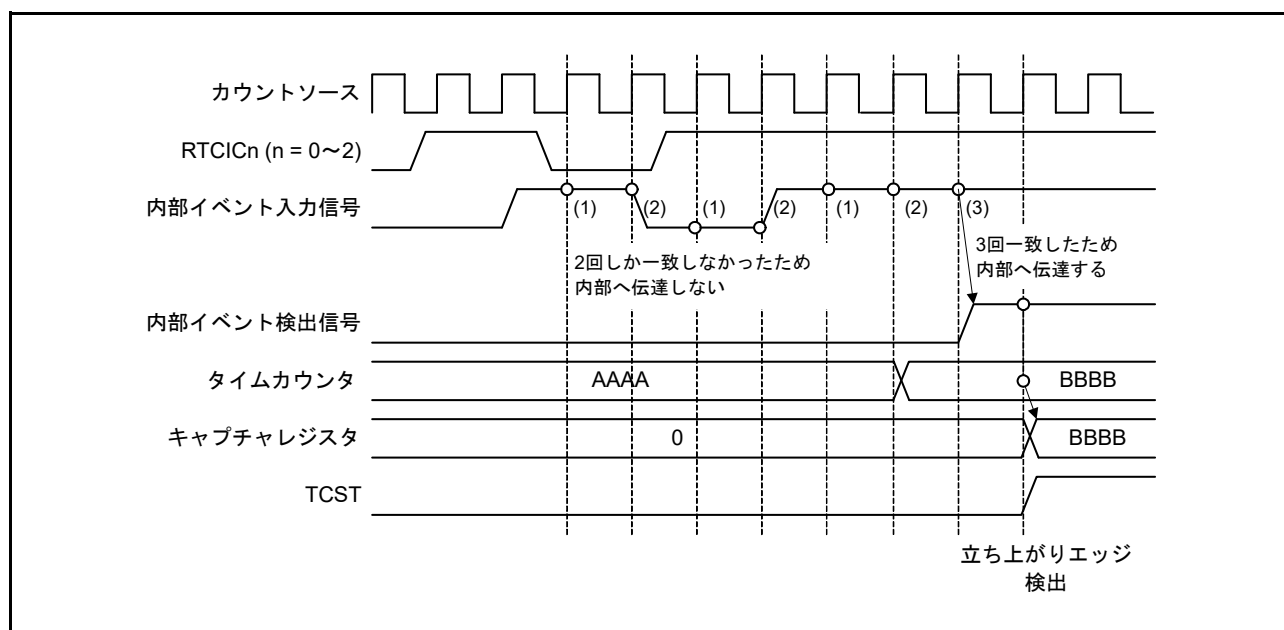 カウントソース
RTCICn (n = 0～2)
内部イベント入力信号
(1) (2) (1) (2) (1) (2) (3)
2回しか一致しなかったため
内部へ伝達しない
3回一致したため
内部へ伝達する
内部イベント検出信号
タイムカウンタ AAAA BBBB
キャプチャレジスタ 0 BBBB
TCST
立ち上がりエッジ
検出